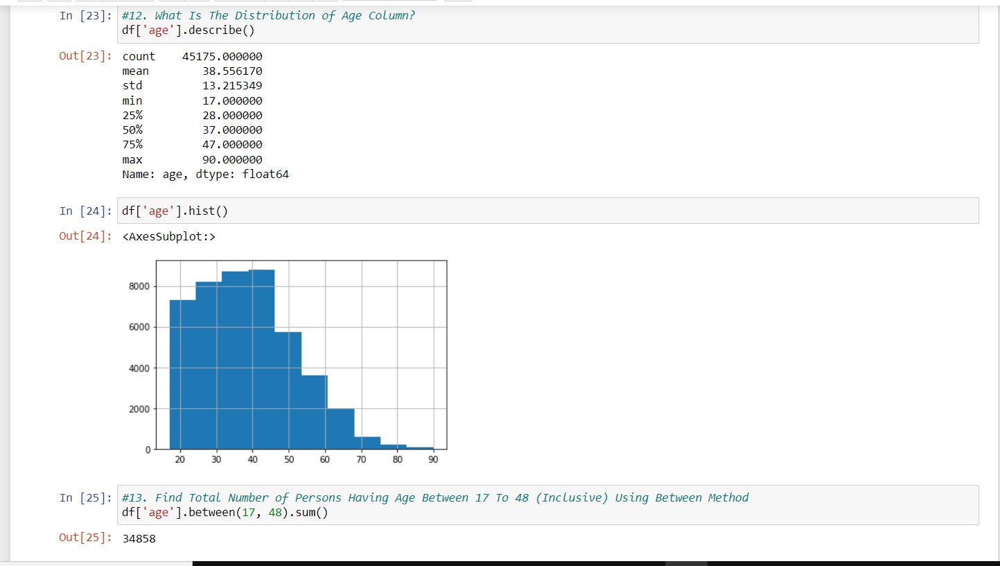 In [23]: #12. What Is The Distribution of Age Column?
df['age'].describe()
Out[23]: count 45175.000000
mean 38.556170
std 13.215349
min 17.000000
25% 28.000000
50% 37.000000
75% 47.000000
max 90.000000
Name: age, dtype: float64
In [24]: df['age'].hist()
Out[24]: <AxesSubplot:>
8000
6000
4000
2000
0
20 30 40 50 60 70 80 90
In [25]: #13. Find Total Number of Persons Having Age Between 17 To 48 (Inclusive) Using Between Method
df['age'].between(17, 48).sum()
Out[25]: 34858